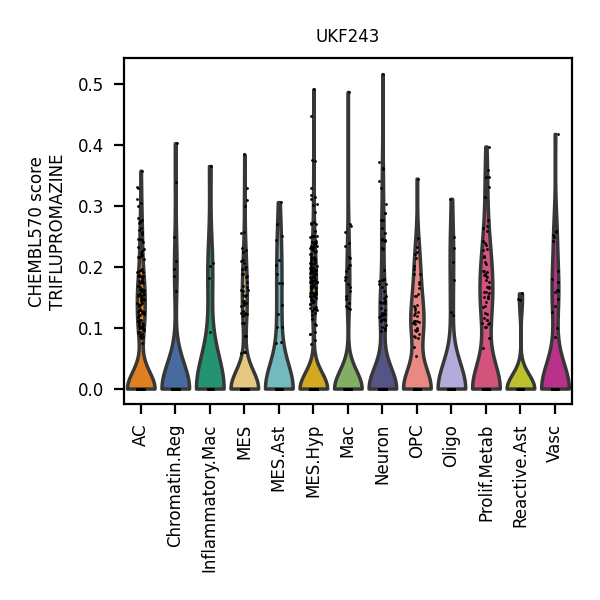 UKF243
CHEMBL570 score
TRIFLUPROMAZINE
0.5
0.4
0.3
0.2
0.1
0.0
AC
Chromatin.Reg
Inflammatory.Mac
MES
MES.Ast
MES.Hyp
Mac
Neuron
OPC
Oligo
Prolif.Metab
Reactive.Ast
Vasc